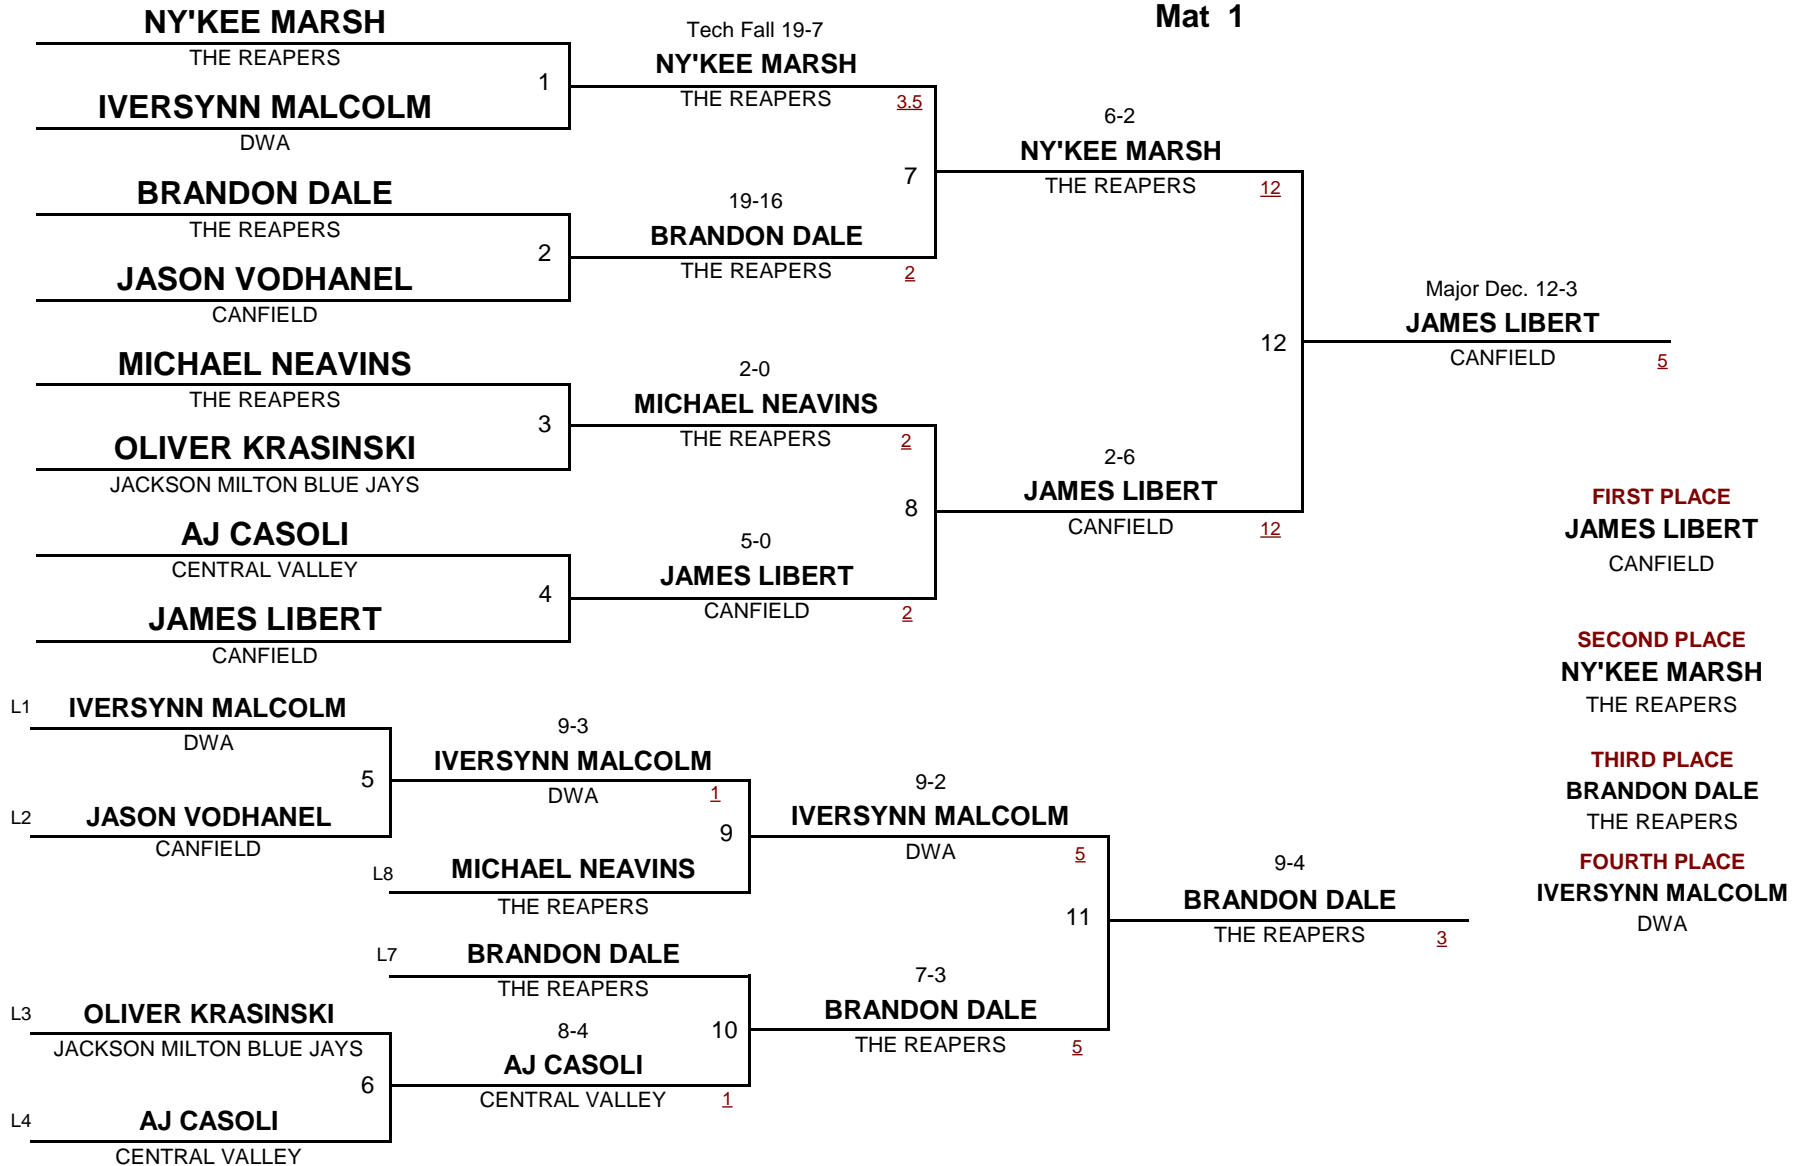 Mat 1
NY'KEE MARSH
THE REAPERS
1
IVERSYNN MALCOLM
DWA
BRANDON DALE
THE REAPERS
2
JASON VODHANEL
CANFIELD
MICHAEL NEAVINS
THE REAPERS
3
OLIVER KRASINSKI
JACKSON MILTON BLUE JAYS
AJ CASOLI
CENTRAL VALLEY
4
JAMES LIBERT
CANFIELD
Tech Fall 19-7
NY'KEE MARSH
THE REAPERS 3.5
7
19-16
BRANDON DALE
THE REAPERS 2
2-0
MICHAEL NEAVINS
THE REAPERS 2
8
5-0
JAMES LIBERT
CANFIELD 2
6-2
NY'KEE MARSH
THE REAPERS 12
12
2-6
JAMES LIBERT
CANFIELD 12
Major Dec. 12-3
JAMES LIBERT
CANFIELD 5
L1 IVERSYNN MALCOLM
DWA
5
L2 JASON VODHANEL
CANFIELD
9-3
IVERSYNN MALCOLM
DWA 1
9
L8 MICHAEL NEAVINS
THE REAPERS
L7 BRANDON DALE
THE REAPERS
10
L3 OLIVER KRASINSKI
JACKSON MILTON BLUE JAYS
6
L4 AJ CASOLI
CENTRAL VALLEY
8-4
AJ CASOLI
CENTRAL VALLEY 1
9-2
IVERSYNN MALCOLM
DWA 5
11
7-3
BRANDON DALE
THE REAPERS 5
9-4
BRANDON DALE
THE REAPERS 3
FIRST PLACE
JAMES LIBERT
CANFIELD
SECOND PLACE
NY'KEE MARSH
THE REAPERS
THIRD PLACE
BRANDON DALE
THE REAPERS
FOURTH PLACE
IVERSYNN MALCOLM
DWA